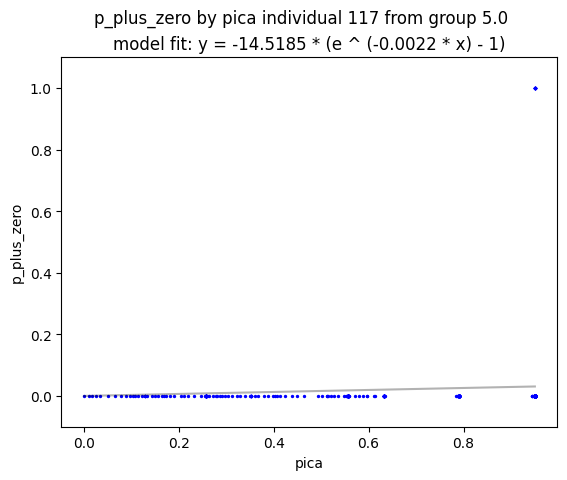 p_plus_zero by pica individual 117 from group 5.0
model fit: y = -14.5185 * (e ^ (-0.0022 * x) - 1)
1.0
0.8
0.6
0.4
0.2
0.0
p_plus_zero
0.0 0.2 0.4 0.6 0.8
pica